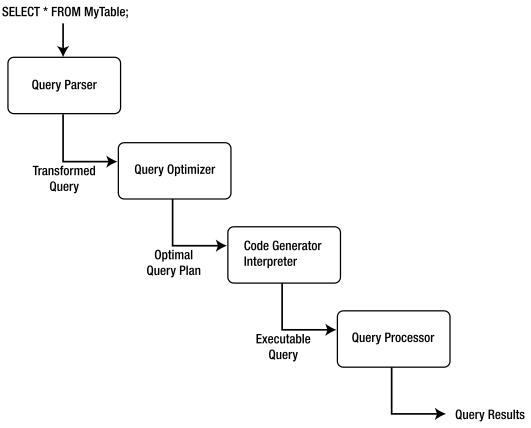 SELECT * FROM MyTable;
Query Parser
Transformed
Query
Query Optimizer
Optimal
Query Plan
Code Generator
Interpreter
Executable
Query
Query Processor
Query Results